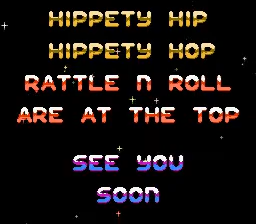 HIPPETY HIP
HIPPETY HOP
RATTLE N ROLL
ARE AT THE TOP
SEE YOU
SOON